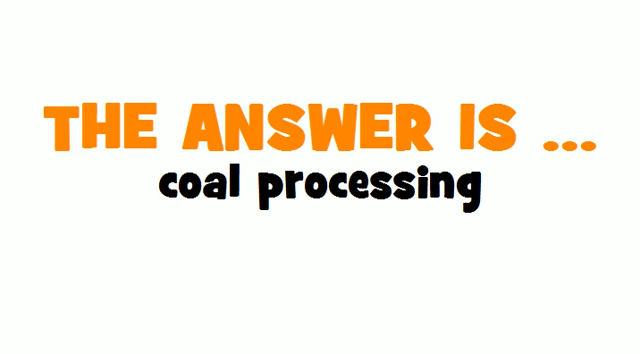 THE ANSWER IS ...
coal processing